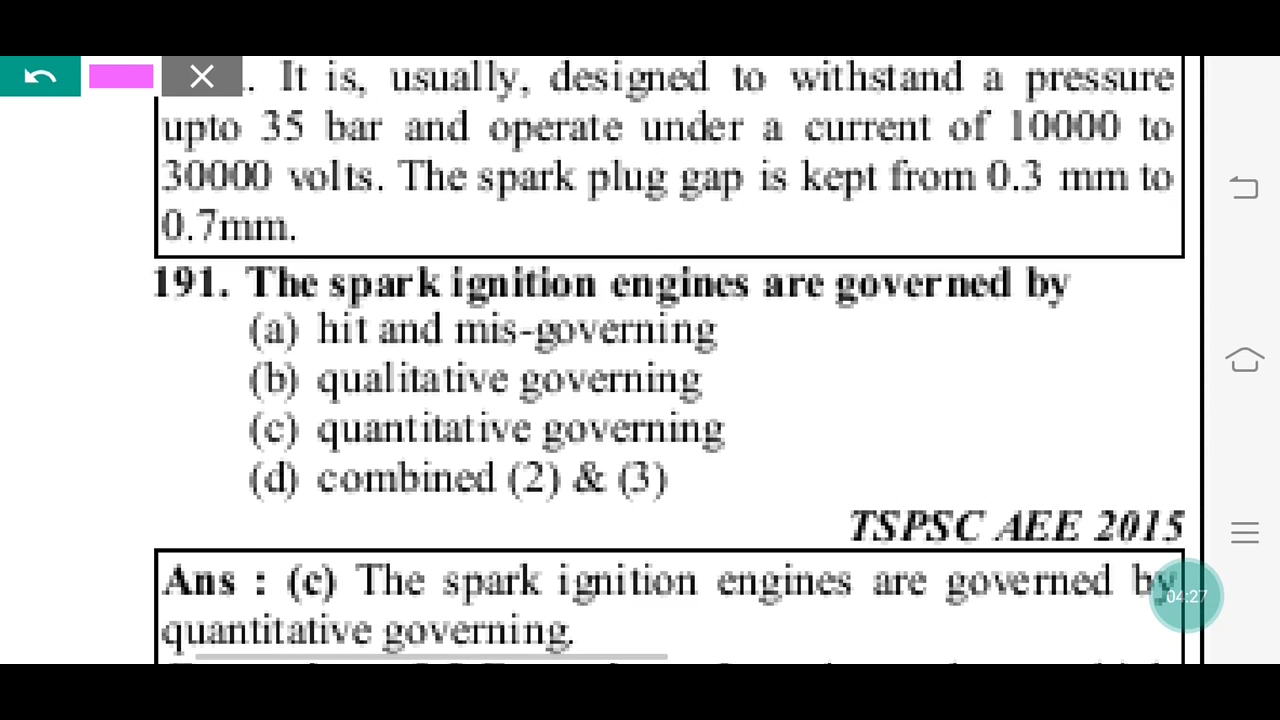 . It is, usually, designed to withstand a pressure
upto 35 bar and operate under a current of 10000 to
30000 volts. The spark plug gap is kept from 0.3 mm to
0.7mm.
191. The spark ignition engines are governed by
(a) hit and mis-governing
(b) qualitative governing
(c) quantitative governing
(d) combined (2) & (3)
TSPSC AEE 2015
Ans : (c) The spark ignition engines are governed by
04:27
quantitative governing.